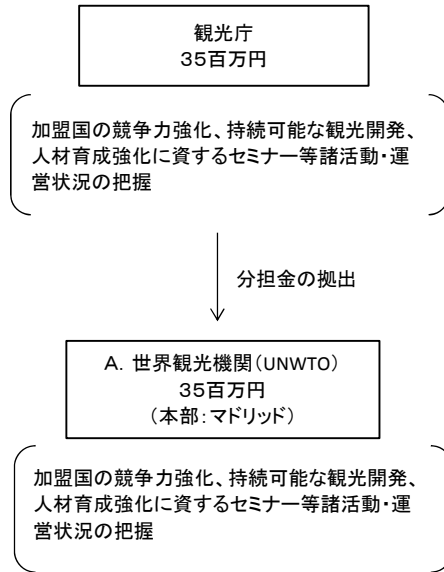 観光庁
35百万円
加盟国の競争力強化、持続可能な観光開発、
人材育成強化に資するセミナー等諸活動・運
営状況の把握
分担金の拠出
A. 世界観光機関(UNWTO)
35百万円
(本部:マドリッド)
加盟国の競争力強化、持続可能な観光開発、
人材育成強化に資するセミナー等諸活動・運
営状況の把握